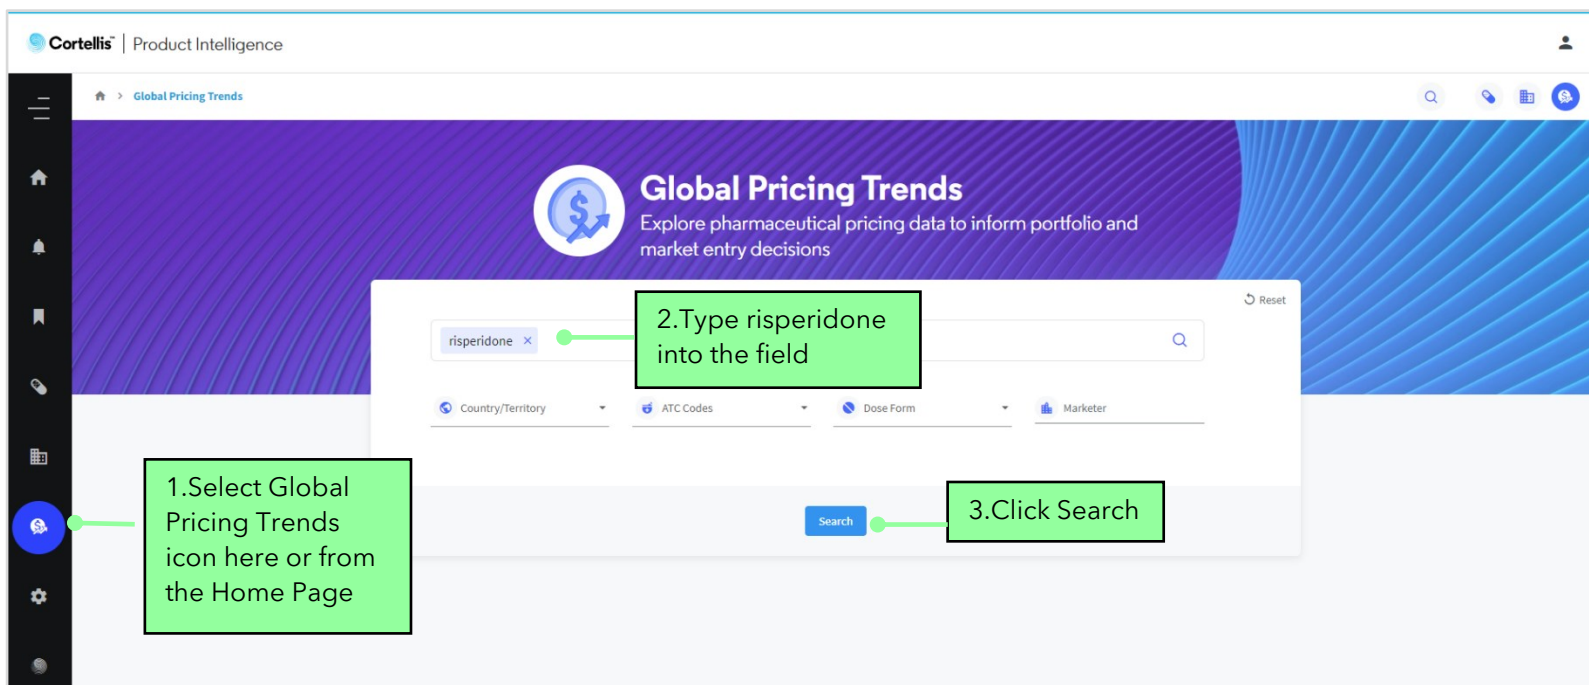 Cortellis™ | Product Intelligence
> Global Pricing Trends
Global Pricing Trends
Explore pharmaceutical pricing data to inform portfolio and
market entry decisions
Reset
risperidone ×
2.Type risperidone
into the field
Country/Territory
ATC Codes
Dose Form
Marketer
1.Select Global
Pricing Trends
icon here or from
the Home Page
Search
3.Click Search